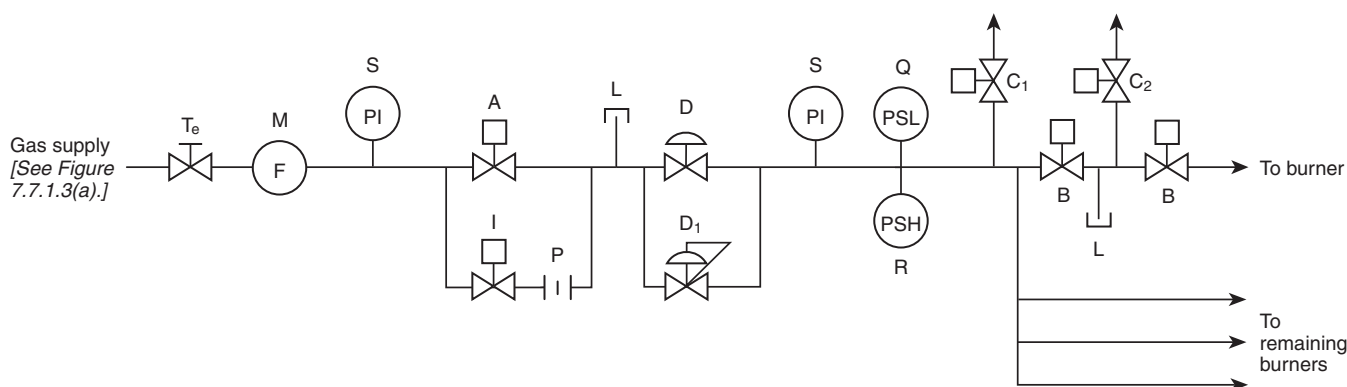 Gas supply
[See Figure
7.7.1.3(a).]
Te
M
F
S
PI
A
I
P
L
D
D1
S
PI
Q
PSL
PSH
R
C1
C2
B
L
B
To burner
To
remaining
burners